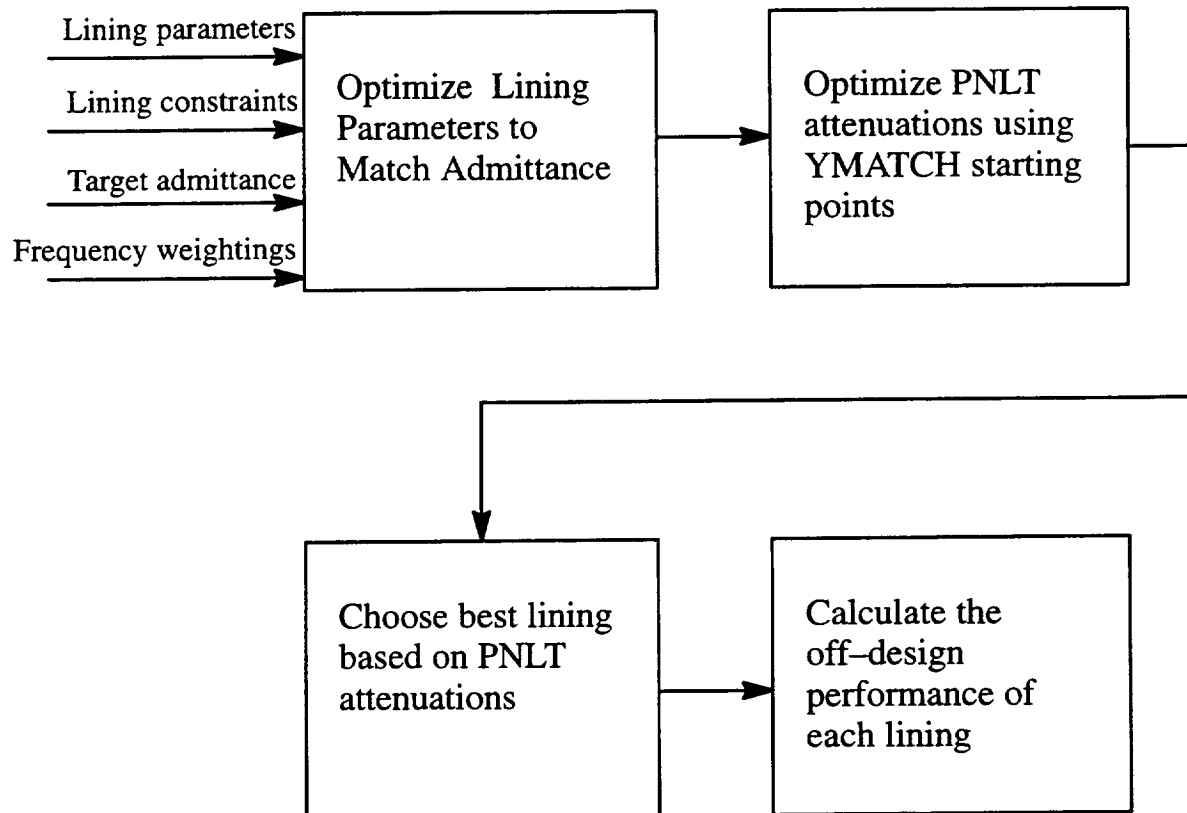 Lining parameters
Lining constraints
Target admittance
Frequency weightings
Optimize Lining
Parameters to
Match Admittance
Optimize PNLT
attenuations using
YMATCH starting
points
Choose best lining
based on PNLT
attenuations
Calculate the
off–design
performance of
each lining